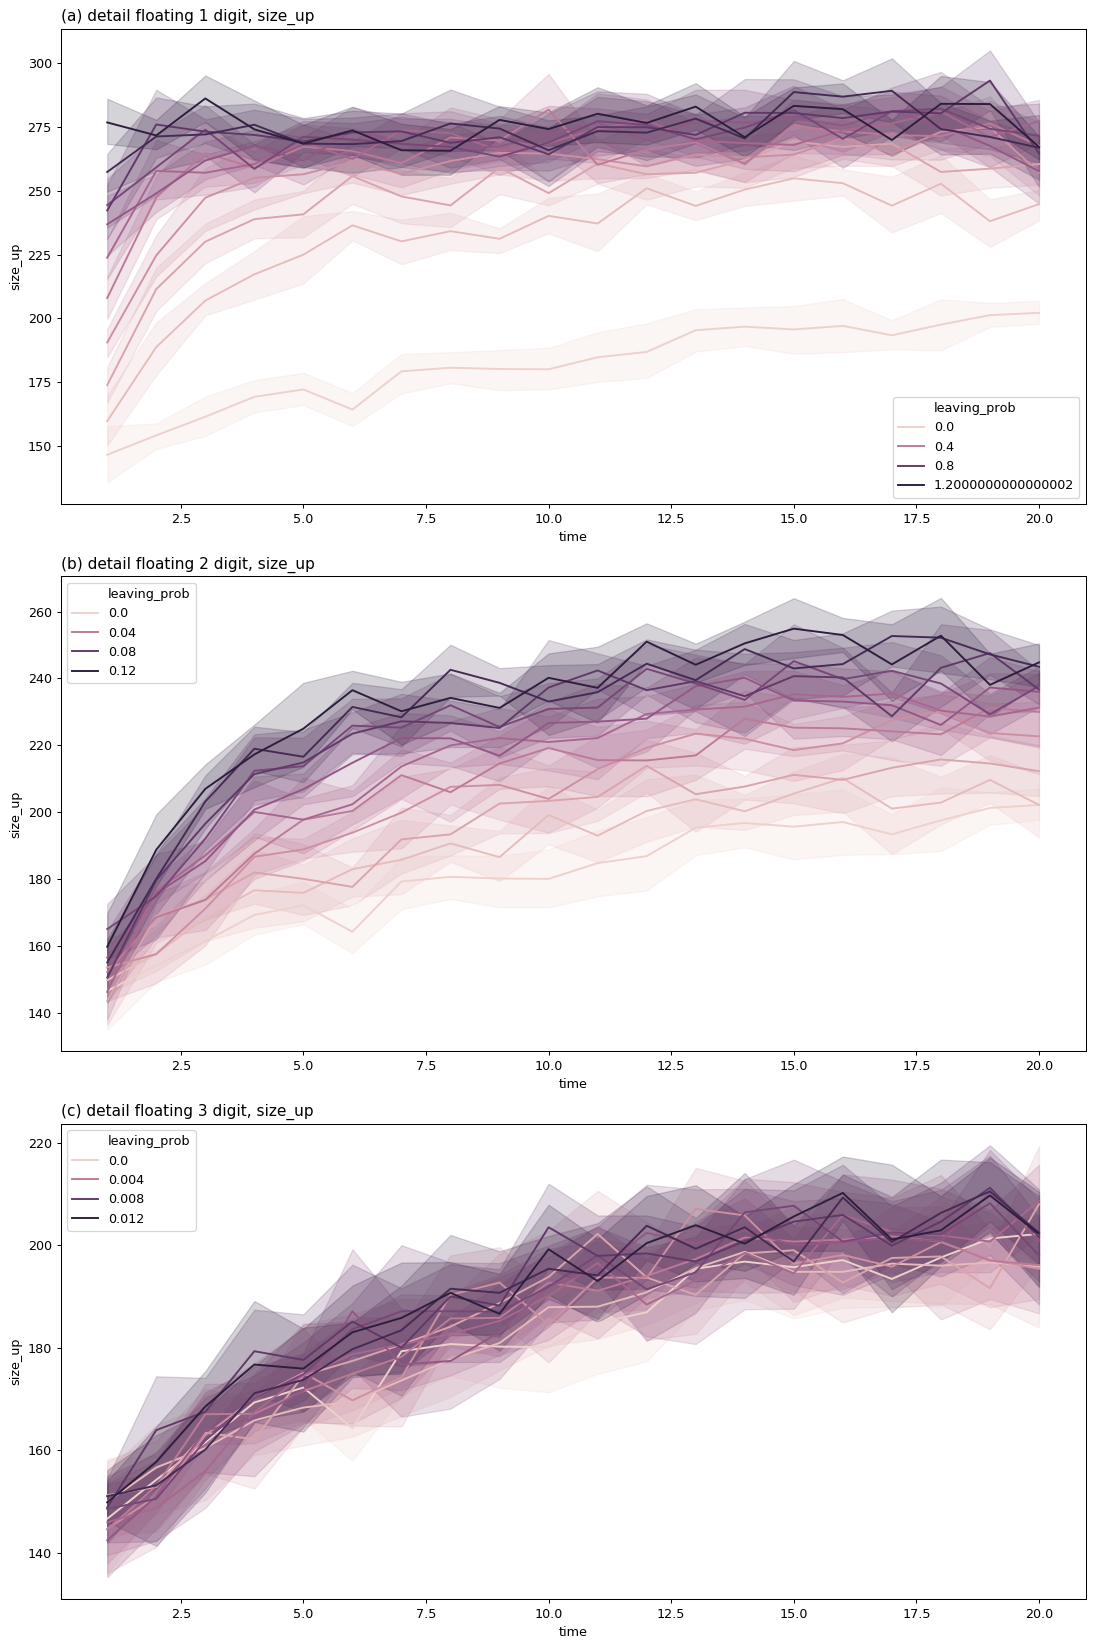 (a) detail floating 1 digit, size_up
300
275
250
225
200
175
150
size_up
leaving_prob
0.0
0.4
0.8
1.2000000000000002
2.5 5.0 7.5 10.0 12.5 15.0 17.5 20.0
time
(b) detail floating 2 digit, size_up
leaving_prob
0.0
0.04
0.08
0.12
260
240
220
200
180
160
140
size_up
2.5 5.0 7.5 10.0 12.5 15.0 17.5 20.0
time
(c) detail floating 3 digit, size_up
leaving_prob
0.0
0.004
0.008
0.012
220
200
180
160
140
size_up
2.5 5.0 7.5 10.0 12.5 15.0 17.5 20.0
time